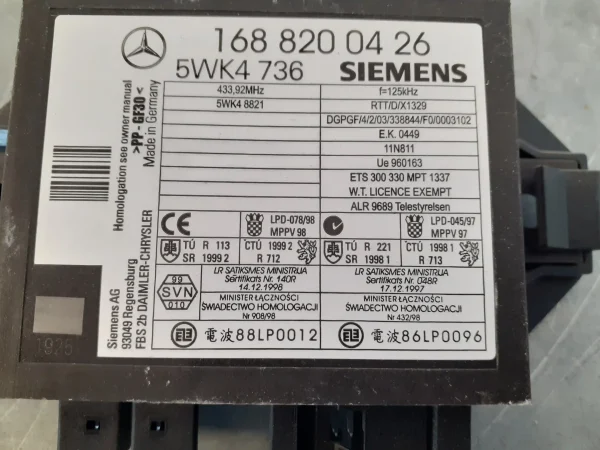 168 820 04 26
5WK4 736 SIEMENS
433,92MHz
5WK4 8821
f=125kHz
RTT/D/X1329
DGPGF/4/2/03/338844/F0/0003102
E.K. 0449
11N811
Ue 960163
ETS 300 330 MPT 1337
W.T. LICENCE EXEMPT
ALR 9689 Telestyrelsen
CE
LPD-078/98
MPPV 98
LPD-045/97
MPPV 97
TÚ R 113
SR 1999 2
CTÚ 1999 2
R 712
TÚ R 221
SR 1998 1
CTÚ 1998 1
R 713
99
SVN
010
LR SATIKSMES MINISTRIJA
Sertifikats Nr. 140R
14.12.1998
MINISTER ŁĄCZNOŚCI
ŚWIADECTWO HOMOLOGACJI
Nr 908/98
LR SATIKSMES MINISTRIJA
Sertifikats Nr. 048R
17.12.1997
MINISTER ŁĄCZNOŚCI
ŚWIADECTWO HOMOLOGACJI
Nr 432/98
電波88LP0012
電波86LP0096
Homologation see owner manual
>PP - GF30<
Made in Germany
Siemens AG
93049 Regensburg
FBS 2b DAIMLER-CHRYSLER
1925